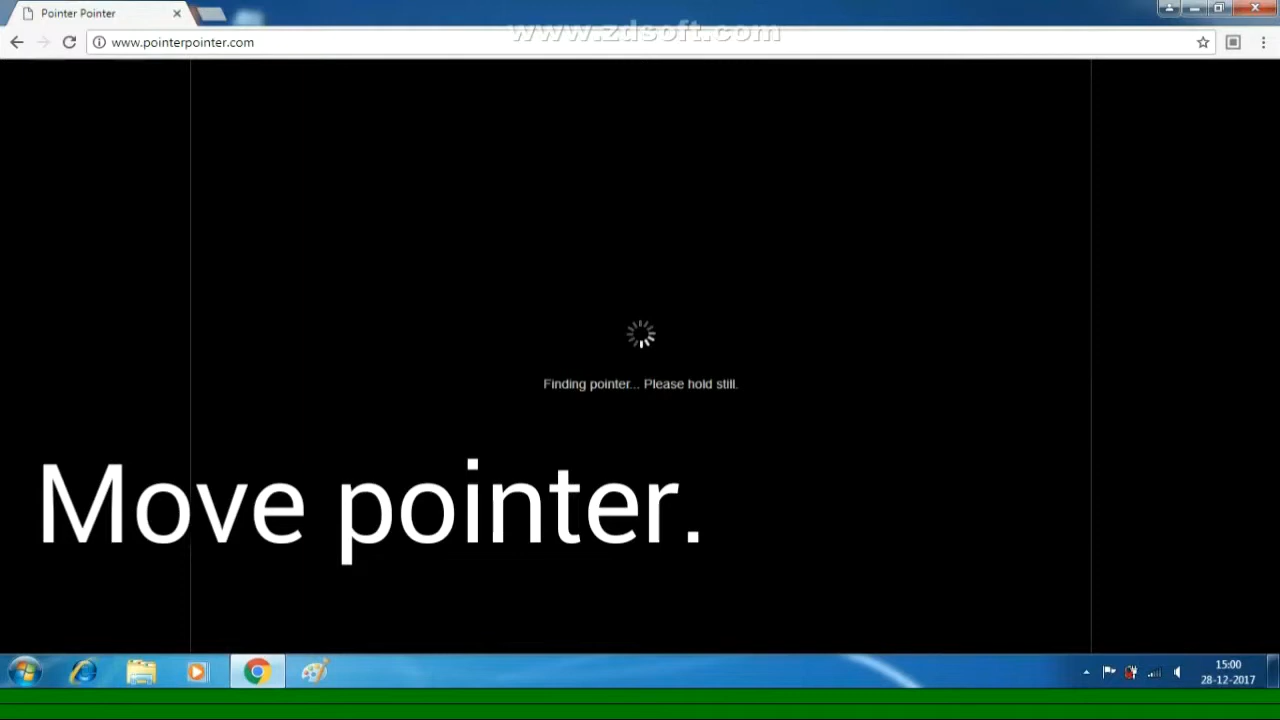 Pointer Pointer
www.zdsoft.com
www.pointerpointer.com
Finding pointer... Please hold still.
Move pointer.
15:00
28-12-2017